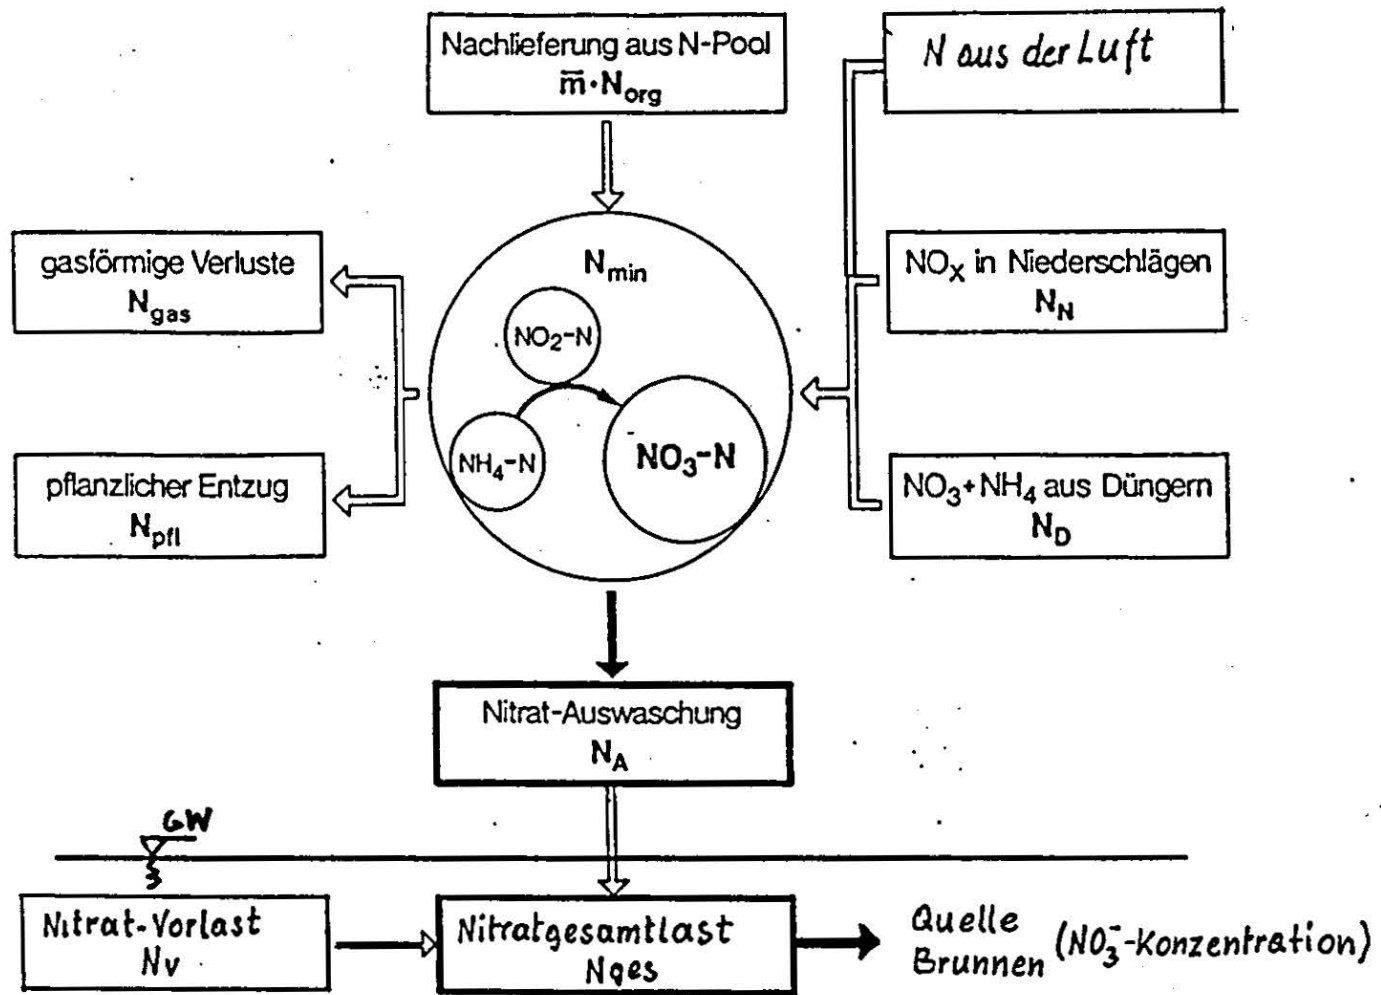 Nachlieferung aus N-Pool
m̅·Norg
N aus der Luft
gasförmige Verluste
Ngas
Nmin
NOX in Niederschlägen
NN
NO2-N
NH4-N
NO3-N
pflanzlicher Entzug
Npfl
NO3+NH4 aus Düngern
ND
Nitrat-Auswaschung
NA
GW
Nitrat-Vorlast
Nv
Nitratgesamtlast
Nges
Quelle
Brunnen (NO3⁻-Konzentration)